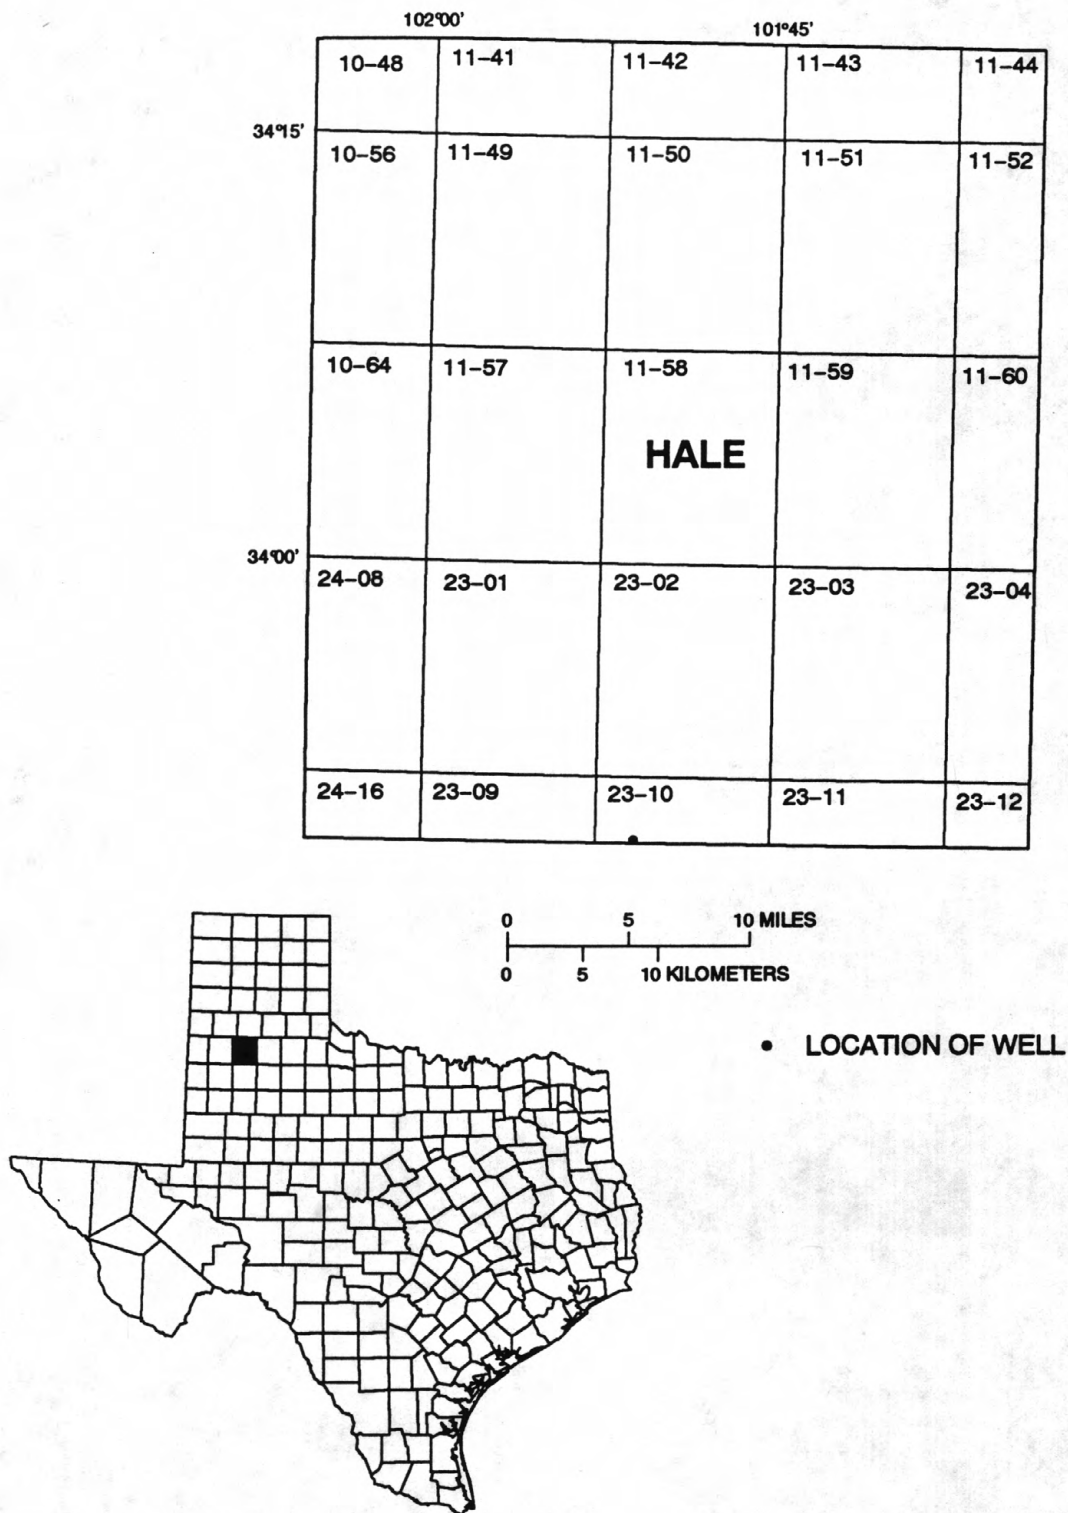 102°00'
101°45'
10–48 11–41 11–42 11–43 11–44
34°15'
10–56 11–49 11–50 11–51 11–52
10–64 11–57 11–58 11–59 11–60
HALE
34°00'
24–08 23–01 23–02 23–03 23–04
24–16 23–09 23–10 23–11 23–12
0 5 10 MILES
0 5 10 KILOMETERS
• LOCATION OF WELL